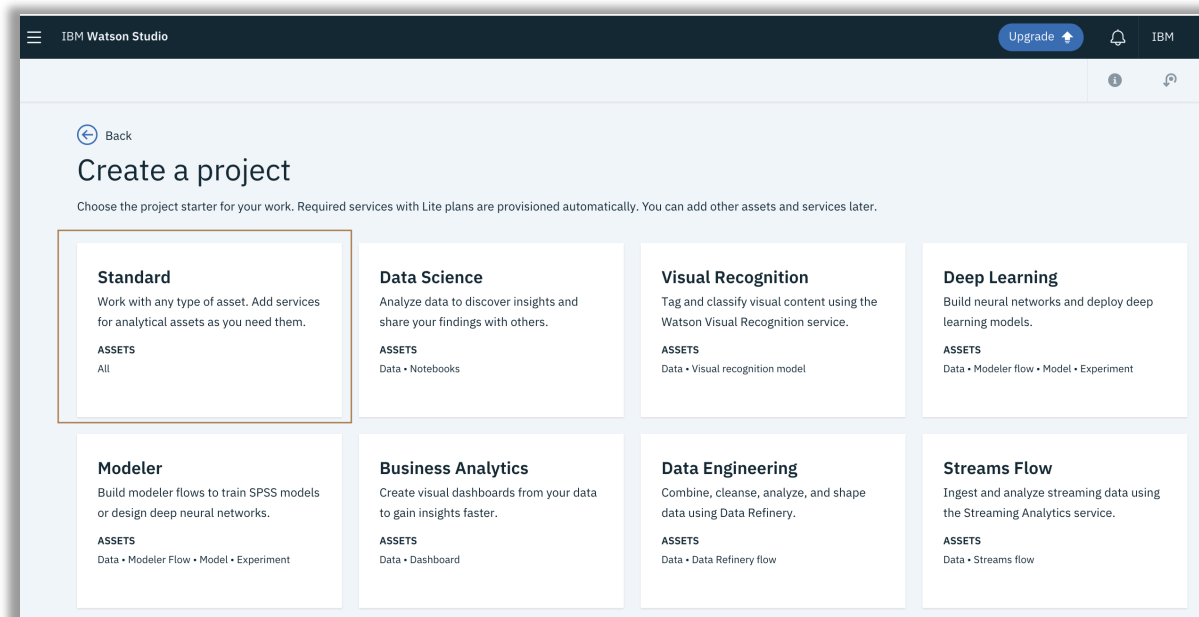 IBM Watson Studio
Upgrade
IBM
Back
Create a project
Choose the project starter for your work. Required services with Lite plans are provisioned automatically. You can add other assets and services later.
Standard
Work with any type of asset. Add services
for analytical assets as you need them.
ASSETS
All
Data Science
Analyze data to discover insights and
share your findings with others.
ASSETS
Data • Notebooks
Visual Recognition
Tag and classify visual content using the
Watson Visual Recognition service.
ASSETS
Data • Visual recognition model
Deep Learning
Build neural networks and deploy deep
learning models.
ASSETS
Data • Modeler flow • Model • Experiment
Modeler
Build modeler flows to train SPSS models
or design deep neural networks.
ASSETS
Data • Modeler Flow • Model • Experiment
Business Analytics
Create visual dashboards from your data
to gain insights faster.
ASSETS
Data • Dashboard
Data Engineering
Combine, cleanse, analyze, and shape
data using Data Refinery.
ASSETS
Data • Data Refinery flow
Streams Flow
Ingest and analyze streaming data using
the Streaming Analytics service.
ASSETS
Data • Streams flow